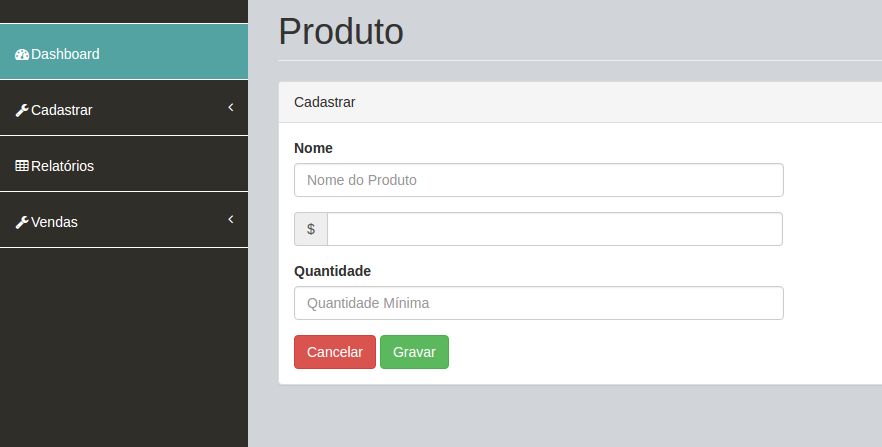 Dashboard
Cadastrar
Relatórios
Vendas
Produto
Cadastrar
Nome
Nome do Produto
$
Quantidade
Quantidade Mínima
Cancelar Gravar